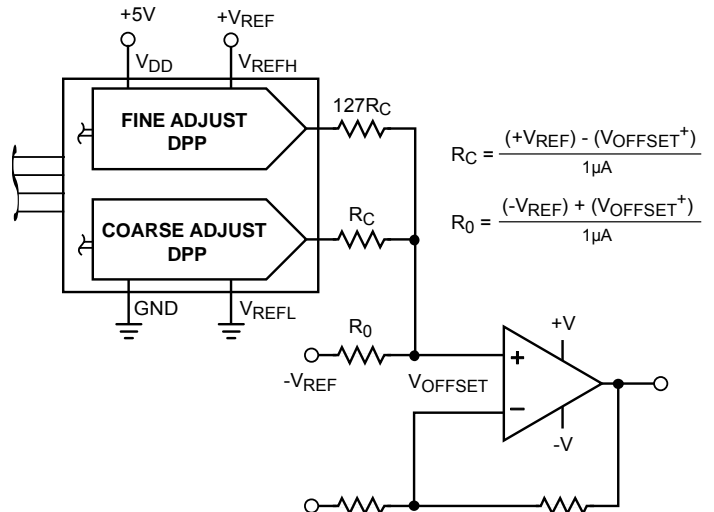 +5V +VREF
VDD VREFH
FINE ADJUST
DPP
127RC
COARSE ADJUST
DPP
RC
GND VREFL
RC = (+VREF) - (VOFFSET+) / 1µA
R0 = (-VREF) + (VOFFSET+) / 1µA
R0
-VREF
VOFFSET
+V
+
−
-V